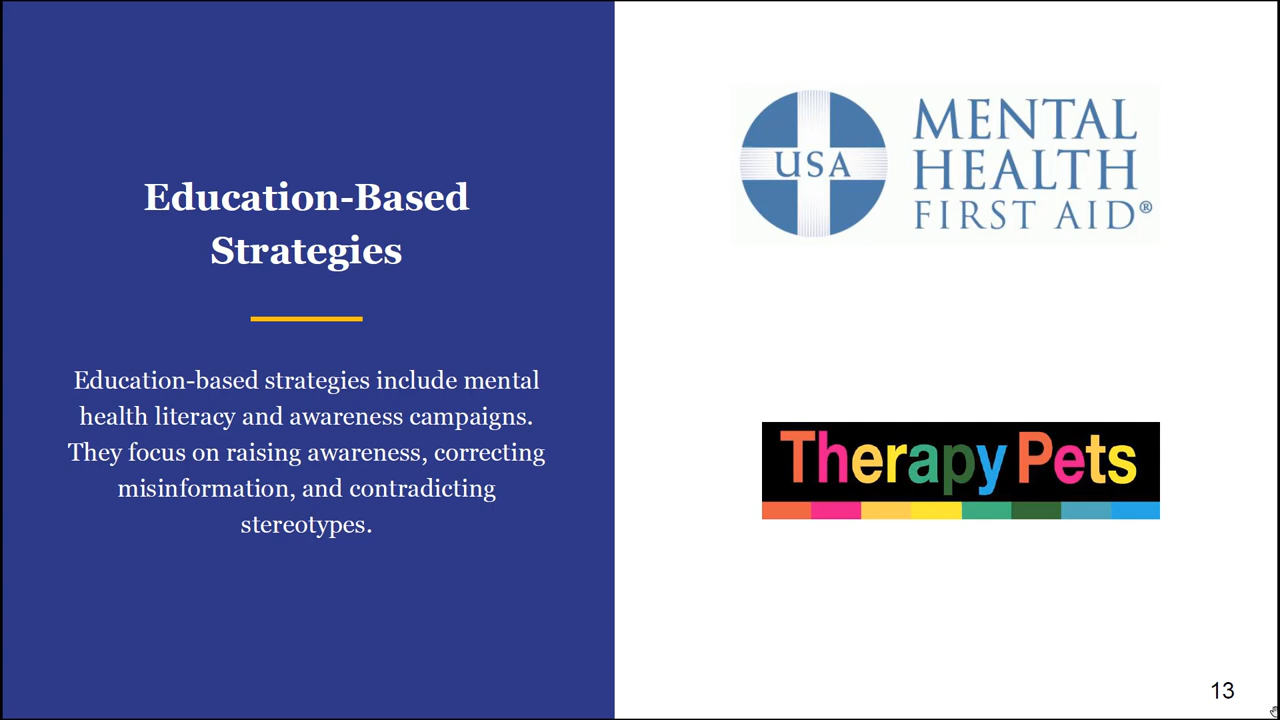 Education-Based
Strategies
Education-based strategies include mental
health literacy and awareness campaigns.
They focus on raising awareness, correcting
misinformation, and contradicting
stereotypes.
USA
MENTAL
HEALTH
FIRST AID®
Therapy Pets
13